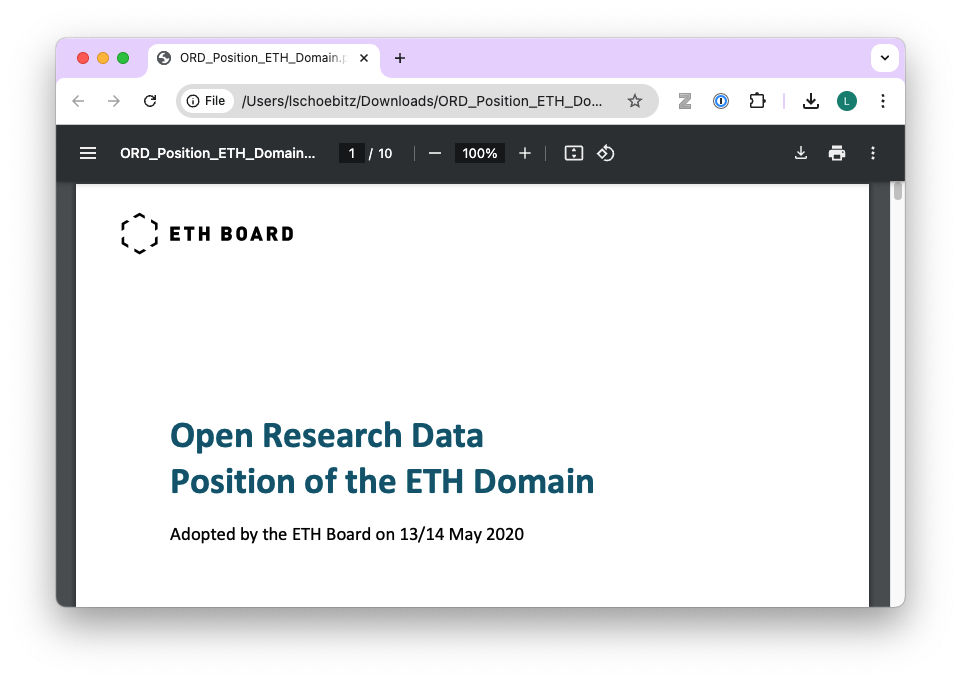 ORD_Position_ETH_Domain.p
File /Users/lschoebitz/Downloads/ORD_Position_ETH_Do...
L
ORD_Position_ETH_Domain... 1 / 10 100%
ETH BOARD
Open Research Data
Position of the ETH Domain
Adopted by the ETH Board on 13/14 May 2020